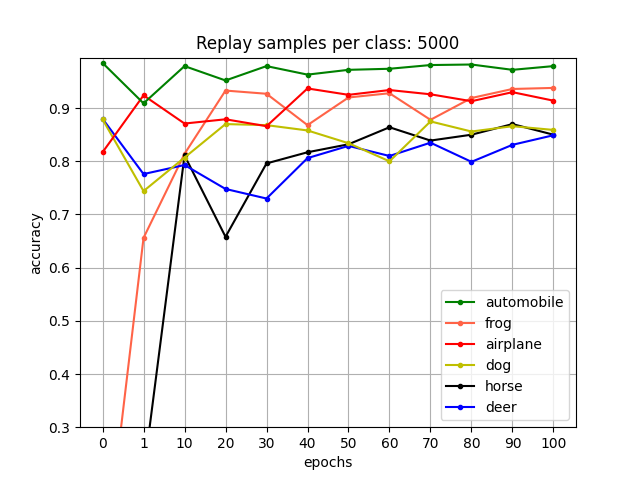 Replay samples per class: 5000
accuracy
0.9
0.8
0.7
0.6
0.5
0.4
0.3
automobile
frog
airplane
dog
horse
deer
0 1 10 20 30 40 50 60 70 80 90 100
epochs